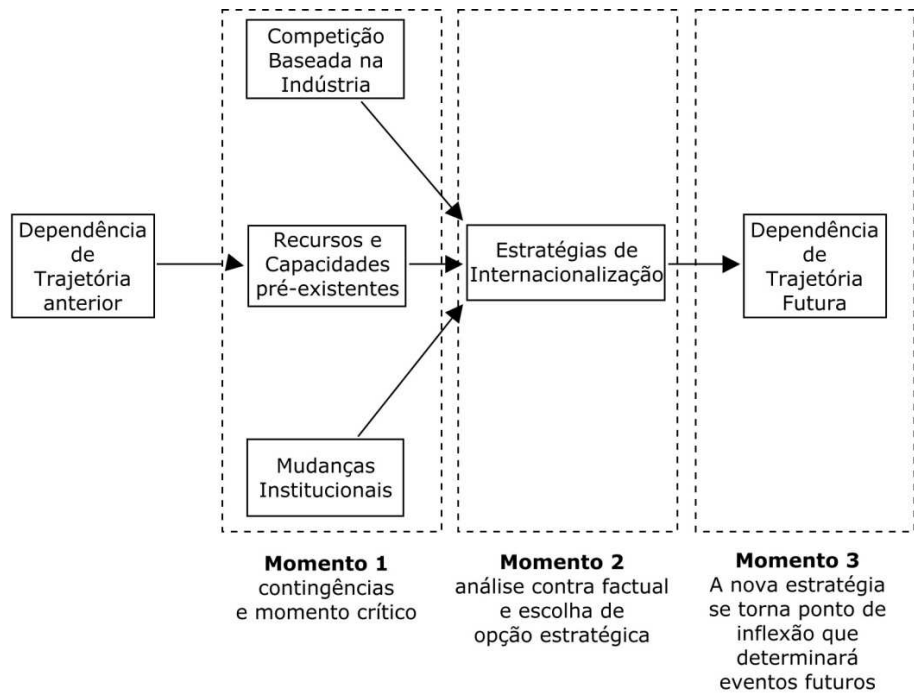 Competição
Baseada na
Indústria
Dependência
de
Trajetória
anterior
Recursos e
Capacidades
pré-existentes
Estratégias de
Internacionalização
Dependência
de
Trajetória
Futura
Mudanças
Institucionais
Momento 1
contingências
e momento crítico
Momento 2
análise contra factual
e escolha de
opção estratégica
Momento 3
A nova estratégia
se torna ponto de
inflexão que
determinará
eventos futuros